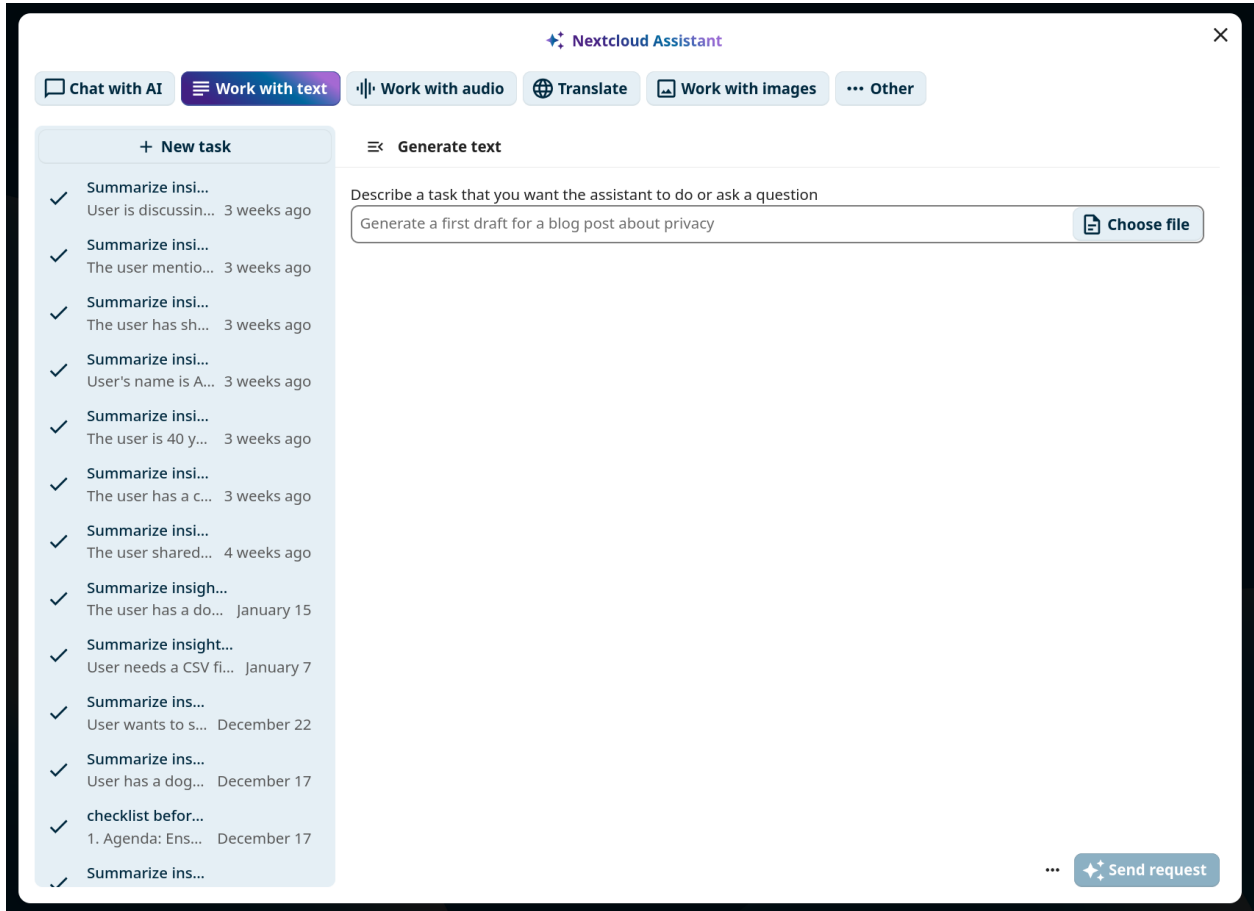 Nextcloud Assistant
Chat with AI
Work with text
Work with audio
Translate
Work with images
Other
+ New task
Summarize insi...
User is discussin... 3 weeks ago
Summarize insi...
The user mentio... 3 weeks ago
Summarize insi...
The user has sh... 3 weeks ago
Summarize insi...
User's name is A... 3 weeks ago
Summarize insi...
The user is 40 y... 3 weeks ago
Summarize insi...
The user has a c... 3 weeks ago
Summarize insi...
The user shared... 4 weeks ago
Summarize insigh...
The user has a do... January 15
Summarize insight...
User needs a CSV fi... January 7
Summarize ins...
User wants to s... December 22
Summarize ins...
User has a dog... December 17
checklist befor...
1. Agenda: Ens... December 17
Summarize ins...
Generate text
Describe a task that you want the assistant to do or ask a question
Generate a first draft for a blog post about privacy
Choose file
Send request